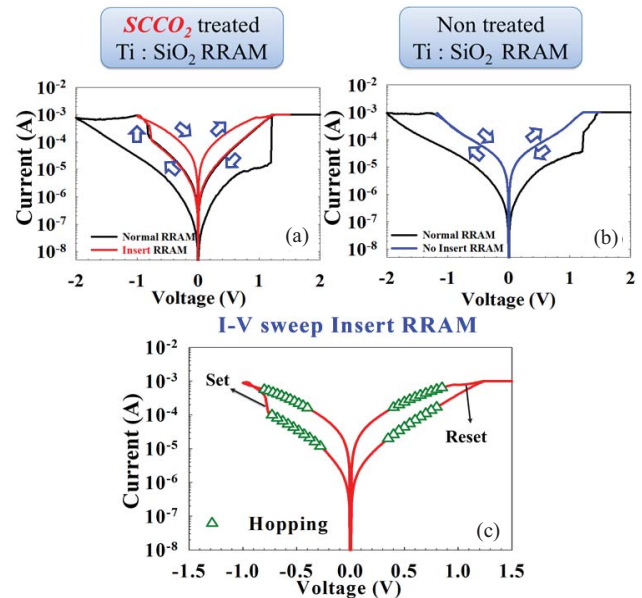 SCCO₂ treated
Ti : SiO₂ RRAM
Non treated
Ti : SiO₂ RRAM
10⁻²
10⁻³
10⁻⁴
10⁻⁵
10⁻⁶
10⁻⁷
10⁻⁸
Current (A)
Normal RRAM
Insert RRAM
(a)
-2 -1 0 1 2
Voltage (V)
10⁻²
10⁻³
10⁻⁴
10⁻⁵
10⁻⁶
10⁻⁷
10⁻⁸
Current (A)
Normal RRAM
No Insert RRAM
(b)
-2 -1 0 1 2
Voltage (V)
I-V sweep Insert RRAM
10⁻²
10⁻³
10⁻⁴
10⁻⁵
10⁻⁶
10⁻⁷
10⁻⁸
Current (A)
Set
Reset
Hopping
(c)
-1.5 -1.0 -0.5 0.0 0.5 1.0 1.5
Voltage (V)